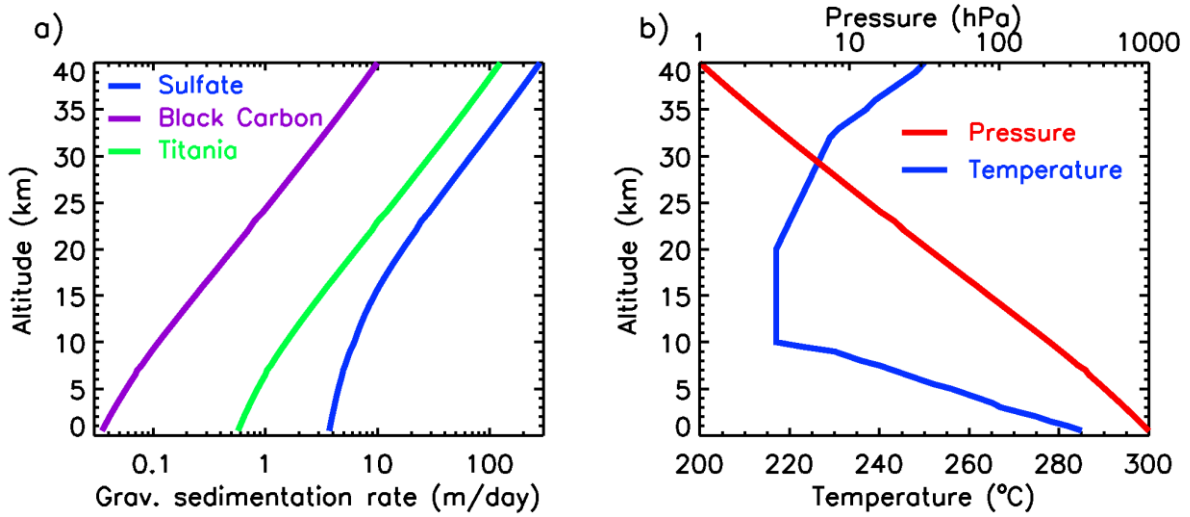 a)
Sulfate
Black Carbon
Titania
40
35
30
25
20
15
10
5
0
Altitude (km)
0.1 1 10 100
Grav. sedimentation rate (m/day)
b)
Pressure (hPa)
1 10 100 1000
Pressure
Temperature
40
35
30
25
20
15
10
5
0
Altitude (km)
200 220 240 260 280 300
Temperature (°C)